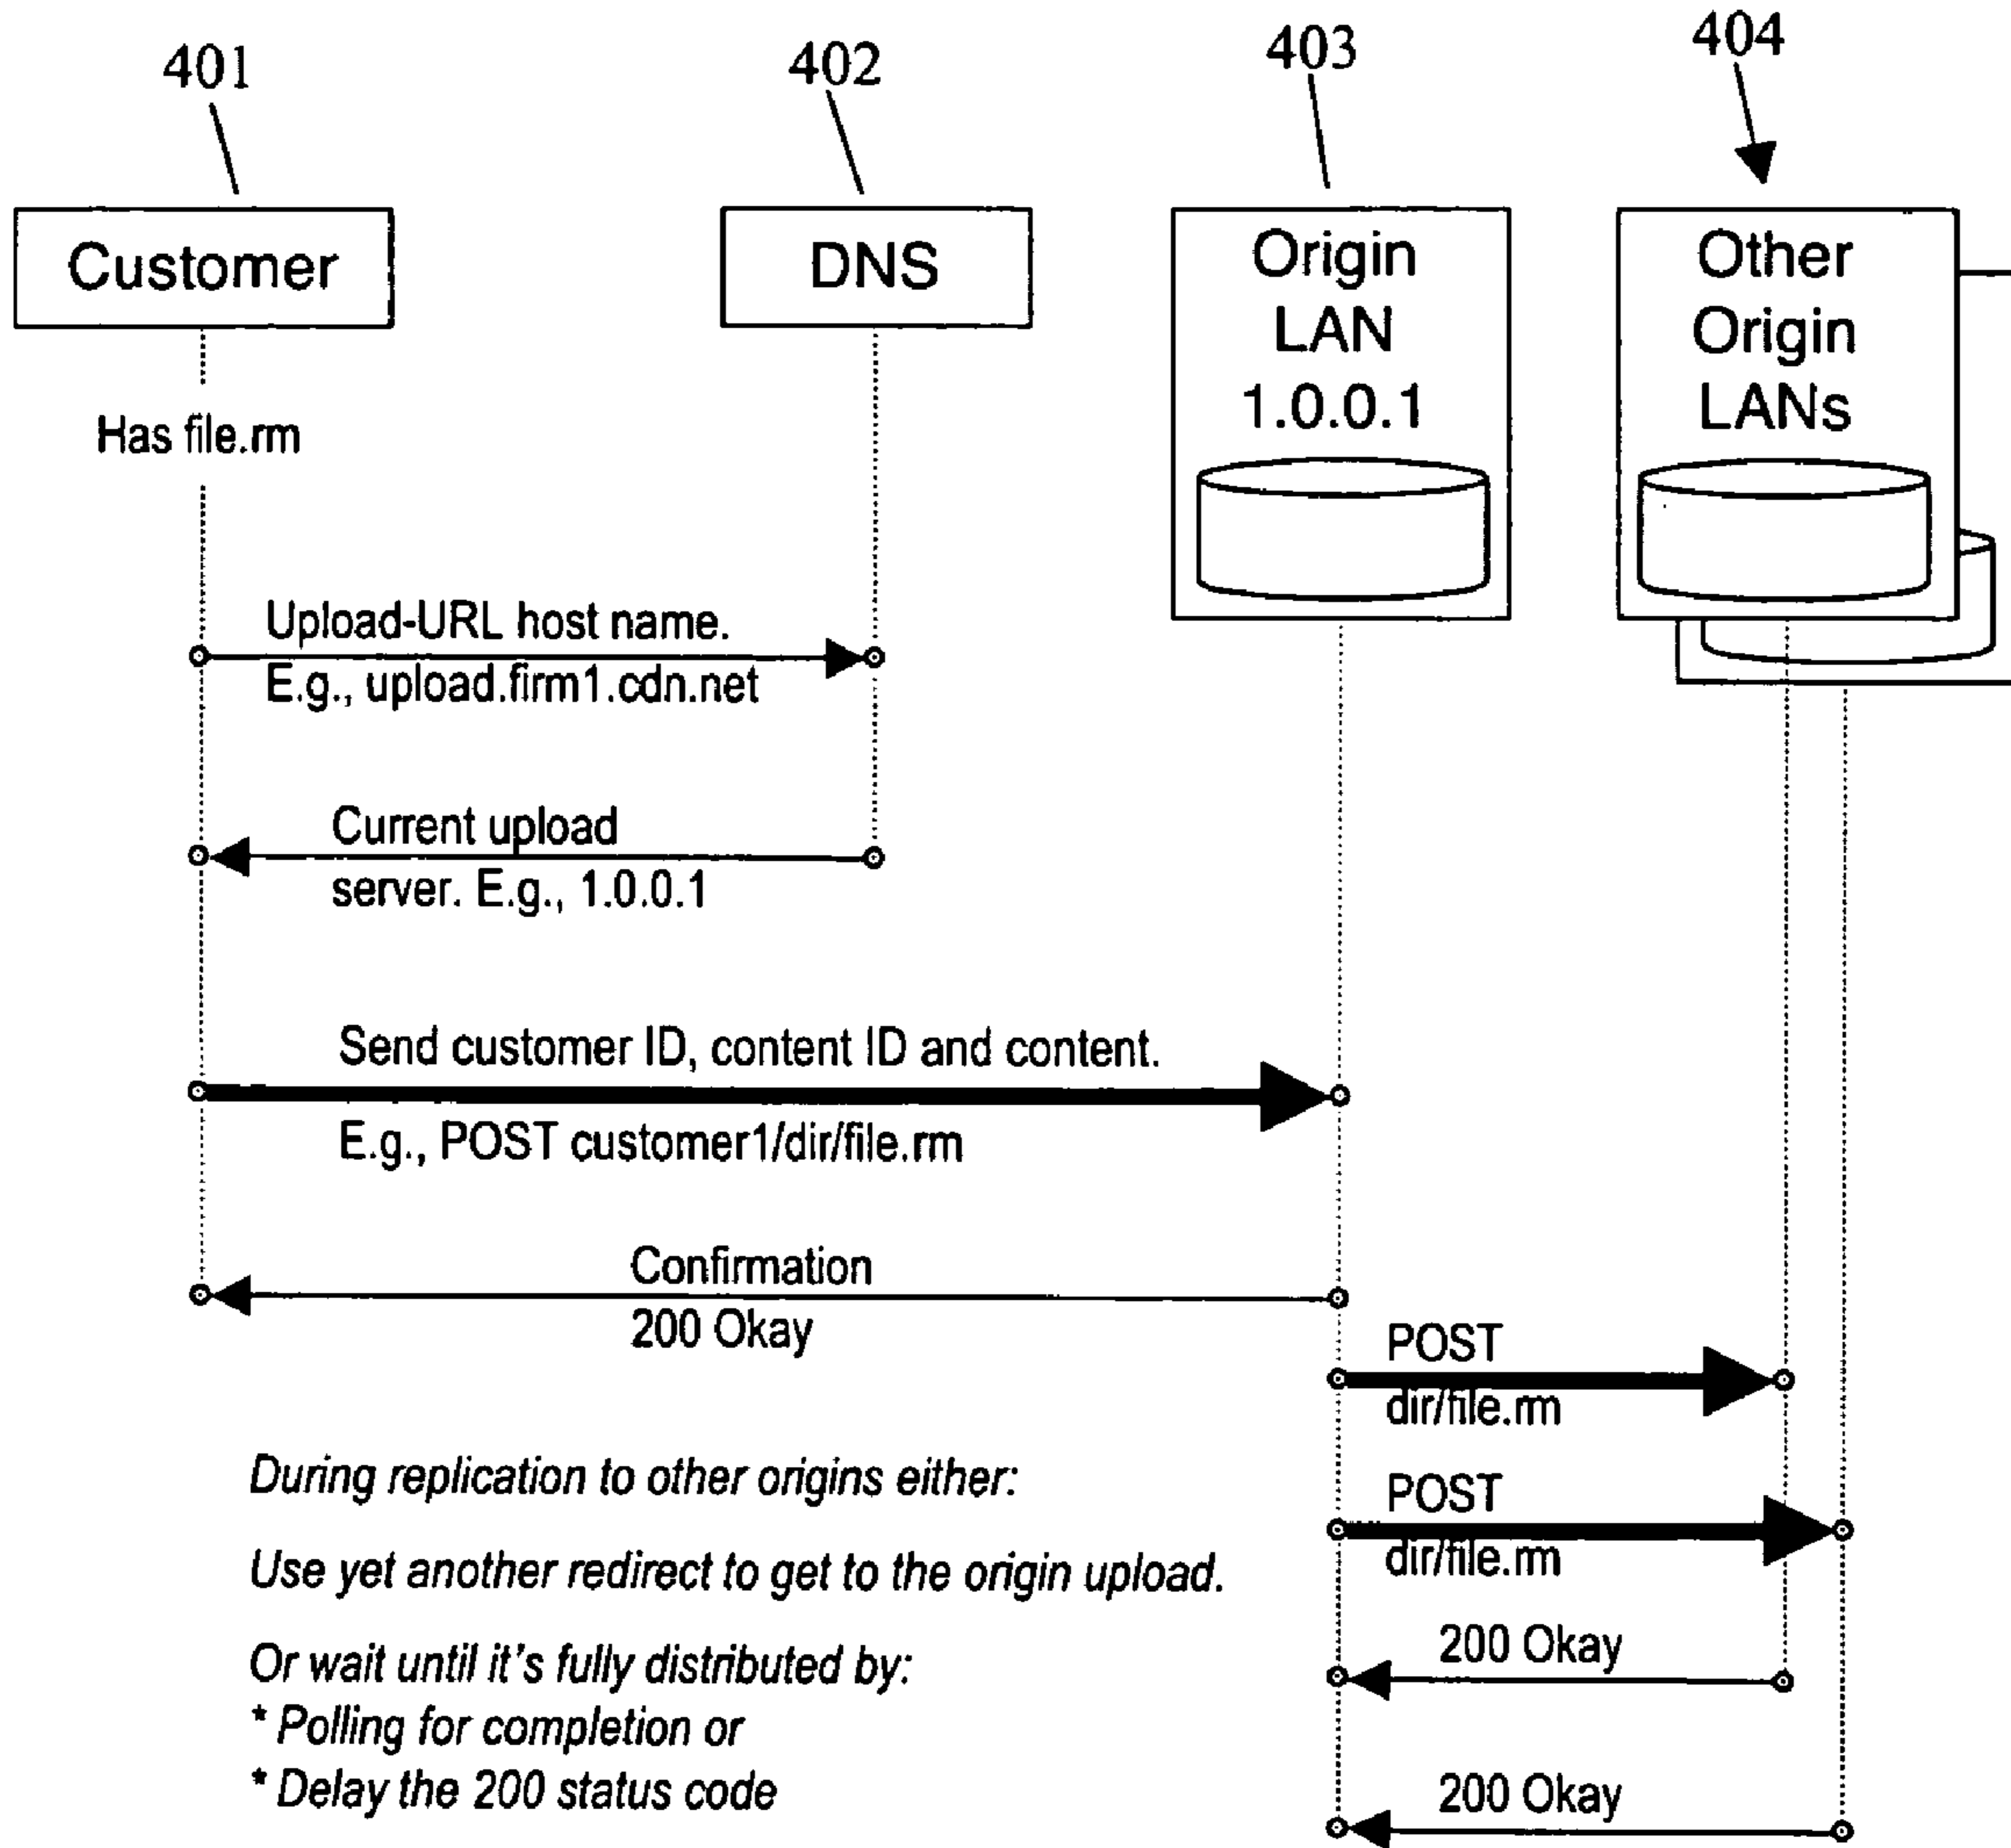 401
402
403
404
Customer
DNS
Origin
LAN
1.0.0.1
Other
Origin
LANs
Has file.rm
Upload-URL host name.
E.g., upload.firm1.cdn.net
Current upload
server. E.g., 1.0.0.1
Send customer ID, content ID and content.
E.g., POST customer1/dir/file.rm
Confirmation
200 Okay
POST
dir/file.rm
During replication to other origins either:
POST
dir/file.rm
Use yet another redirect to get to the origin upload.
200 Okay
Or wait until it's fully distributed by:
* Polling for completion or
* Delay the 200 status code
200 Okay